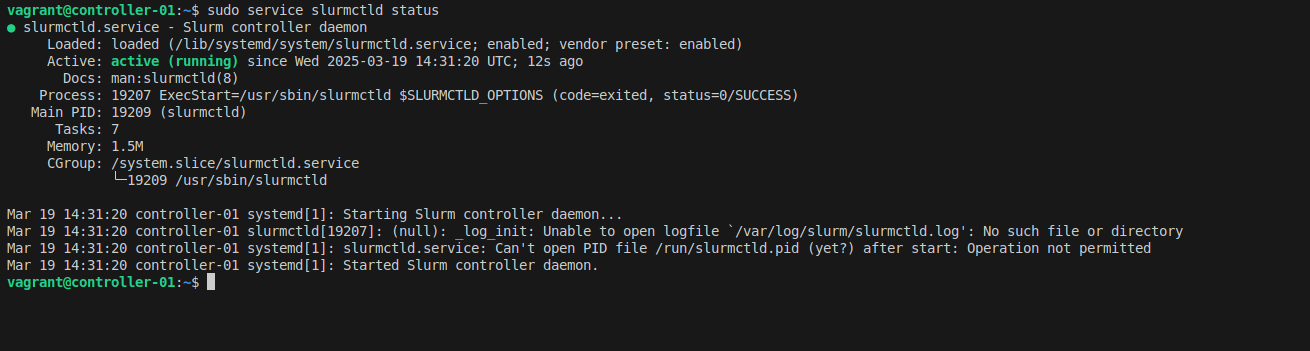 vagrant@controller-01:~$ sudo service slurmctld status
● slurmctld.service - Slurm controller daemon
     Loaded: loaded (/lib/systemd/system/slurmctld.service; enabled; vendor preset: enabled)
     Active: active (running) since Wed 2025-03-19 14:31:20 UTC; 12s ago
       Docs: man:slurmctld(8)
    Process: 19207 ExecStart=/usr/sbin/slurmctld $SLURMCTLD_OPTIONS (code=exited, status=0/SUCCESS)
   Main PID: 19209 (slurmctld)
      Tasks: 7
     Memory: 1.5M
     CGroup: /system.slice/slurmctld.service
             └─19209 /usr/sbin/slurmctld

Mar 19 14:31:20 controller-01 systemd[1]: Starting Slurm controller daemon...
Mar 19 14:31:20 controller-01 slurmctld[19207]: (null): _log_init: Unable to open logfile `/var/log/slurm/slurmctld.log': No such file or directory
Mar 19 14:31:20 controller-01 systemd[1]: slurmctld.service: Can't open PID file /run/slurmctld.pid (yet?) after start: Operation not permitted
Mar 19 14:31:20 controller-01 systemd[1]: Started Slurm controller daemon.
vagrant@controller-01:~$